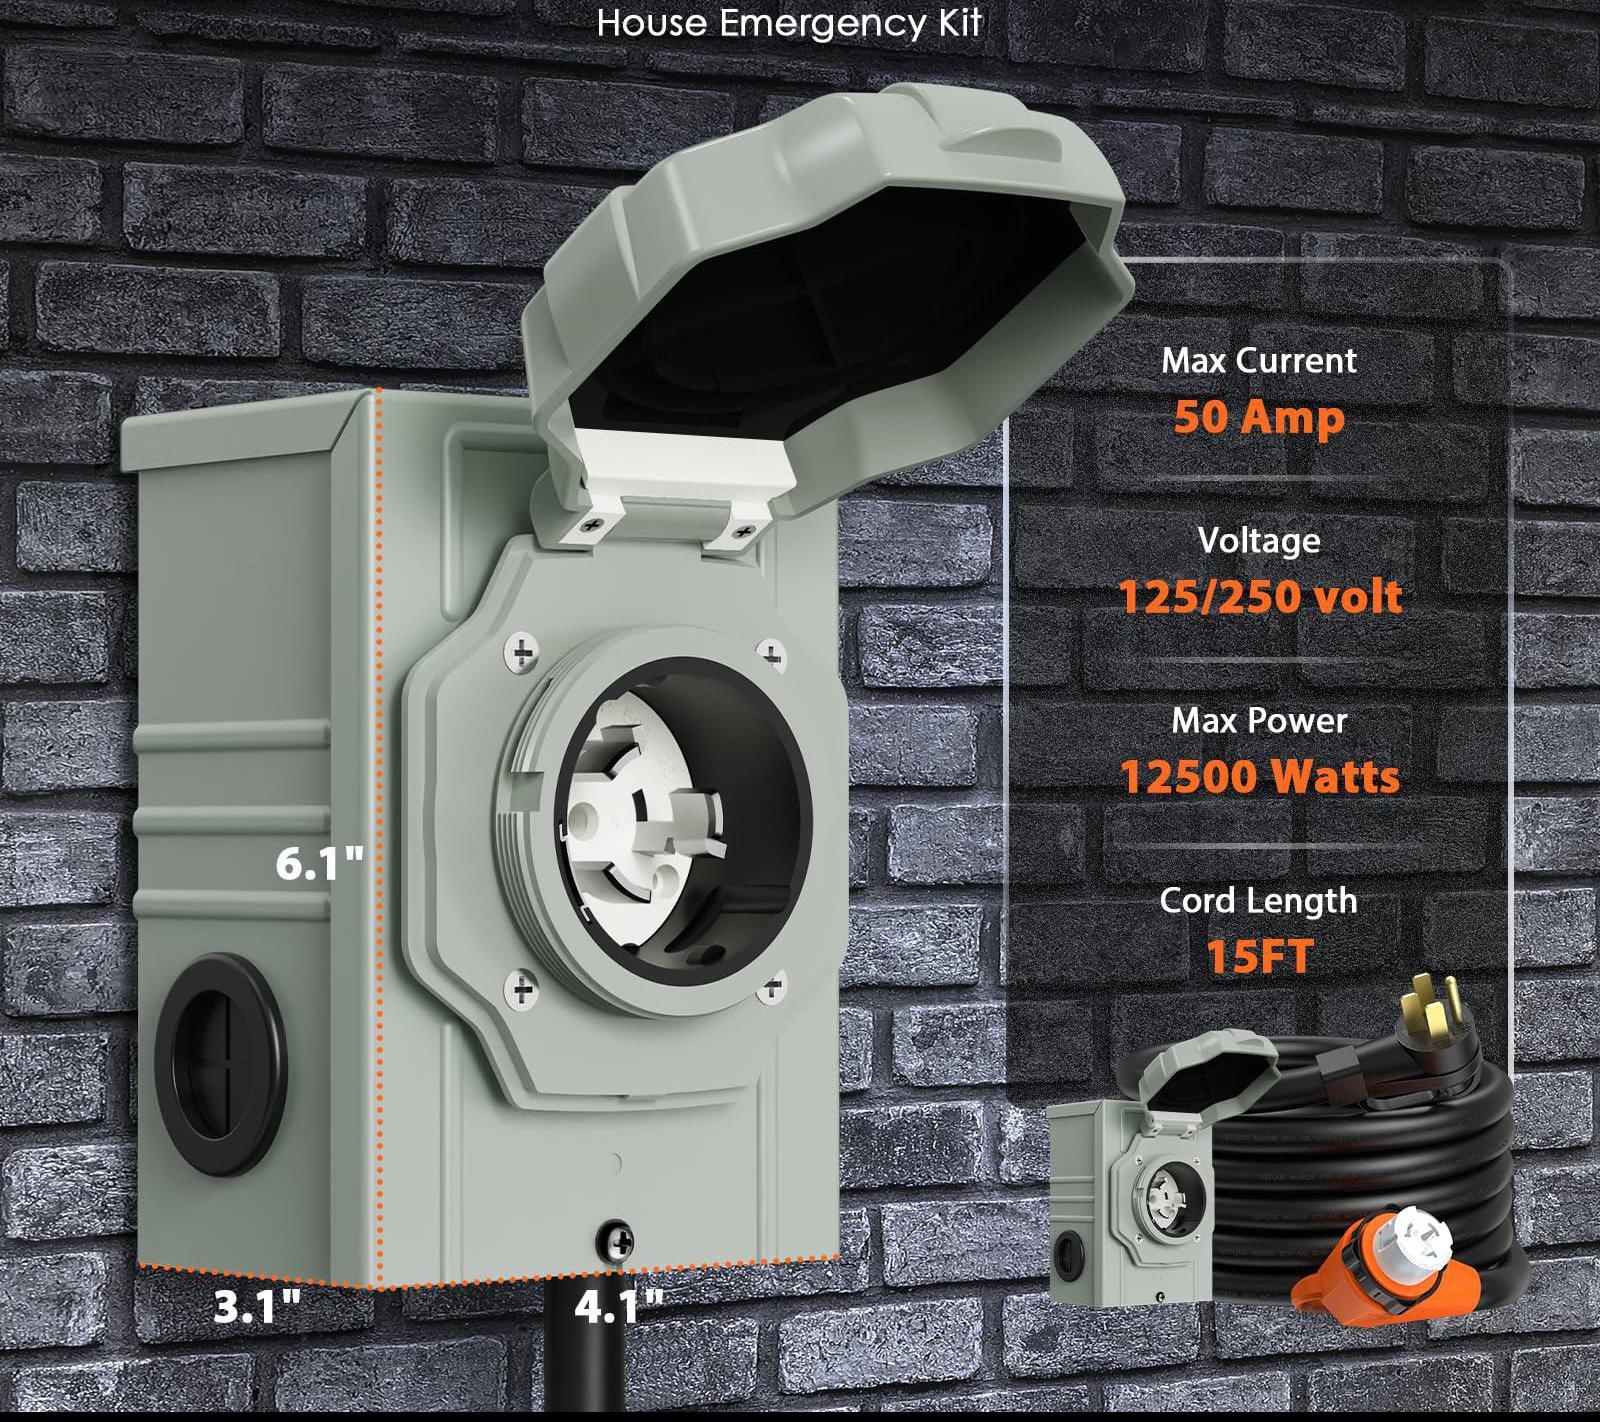 House Emergency Kit
Max Current
50 Amp
Voltage
125/250 volt
Max Power
12500 Watts
Cord Length
15FT
6.1"
3.1"
4.1"